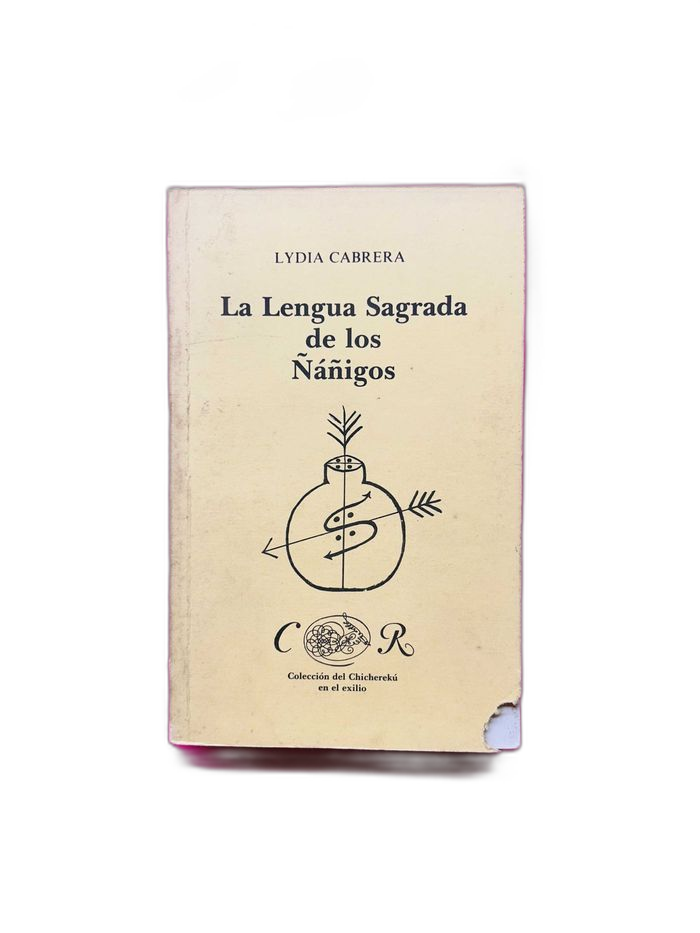 LYDIA CABRERA
La Lengua Sagrada
de los
Ñáñigos
C R
Colección del Chicherekú
en el exilio